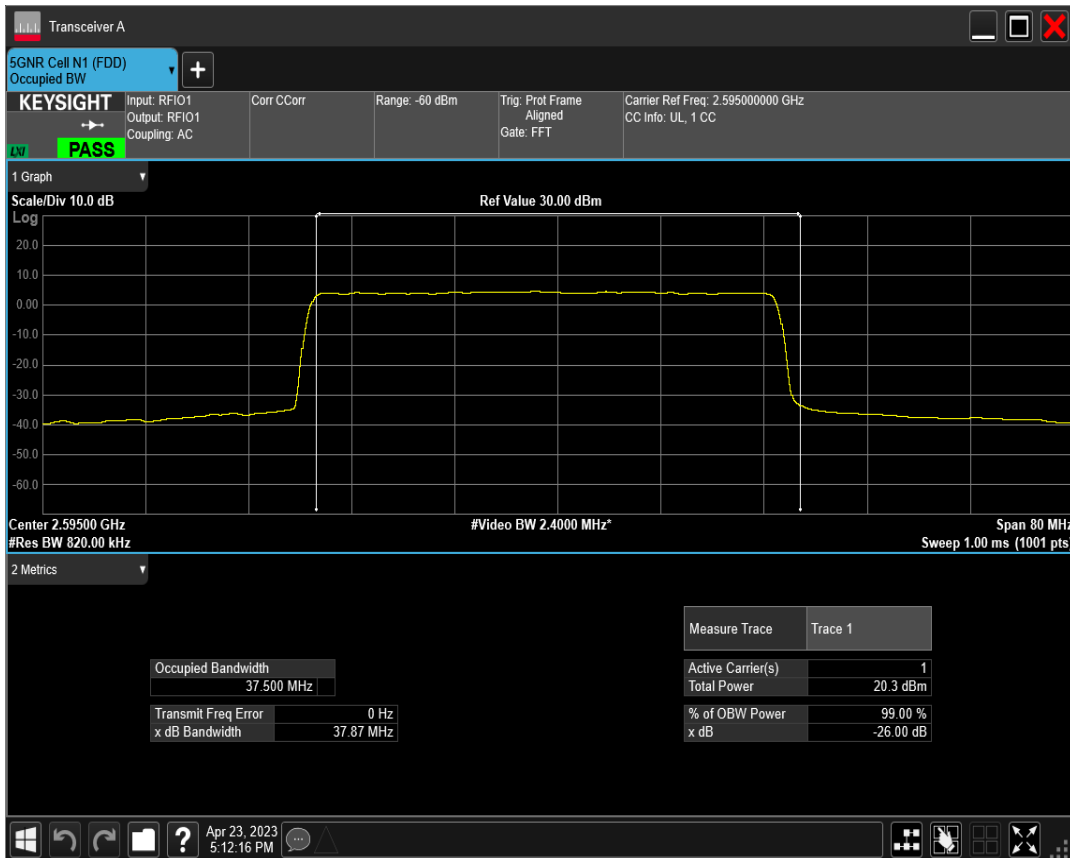 Transceiver A
5GNR Cell N1 (FDD)
Occupied BW
+
KEYSIGHT
LXI
PASS
Input: RFIO1
Output: RFIO1
Coupling: AC
Corr CCorr
Range: -60 dBm
Trig: Prot Frame
Aligned
Gate: FFT
Carrier Ref Freq: 2.595000000 GHz
CC Info: UL, 1 CC
1 Graph
Scale/Div 10.0 dB
Ref Value 30.00 dBm
Log
20.0
10.0
0.00
-10.0
-20.0
-30.0
-40.0
-50.0
-60.0
Center 2.59500 GHz
#Video BW 2.4000 MHz*
Span 80 MHz
#Res BW 820.00 kHz
Sweep 1.00 ms (1001 pts)
2 Metrics
Measure Trace Trace 1
Occupied Bandwidth
37.500 MHz
Transmit Freq Error 0 Hz
x dB Bandwidth 37.87 MHz
Active Carrier(s) 1
Total Power 20.3 dBm
% of OBW Power 99.00 %
x dB -26.00 dB
?
Apr 23, 2023
5:12:16 PM